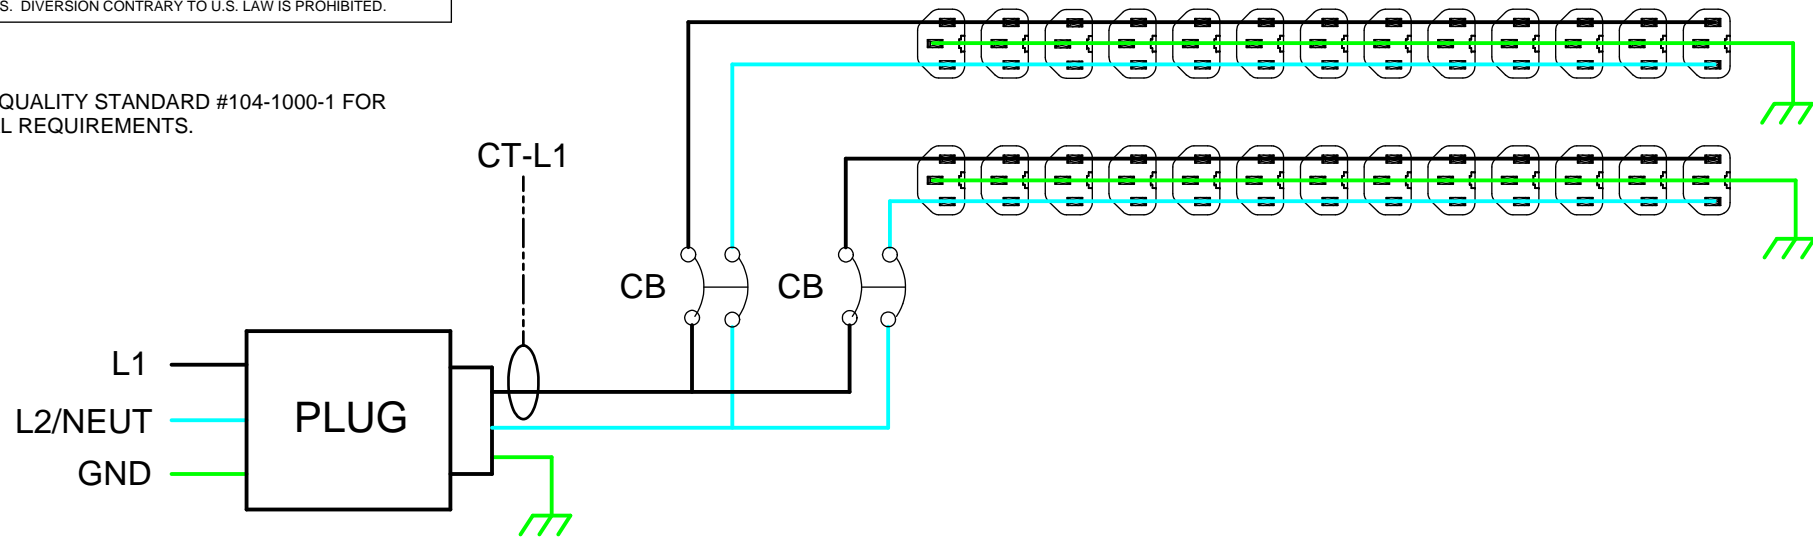 S. DIVERSION CONTRARY TO U.S. LAW IS PROHIBITED.
QUALITY STANDARD #104-1000-1 FOR
L REQUIREMENTS.
CT-L1
CB
CB
L1
L2/NEUT
GND
PLUG